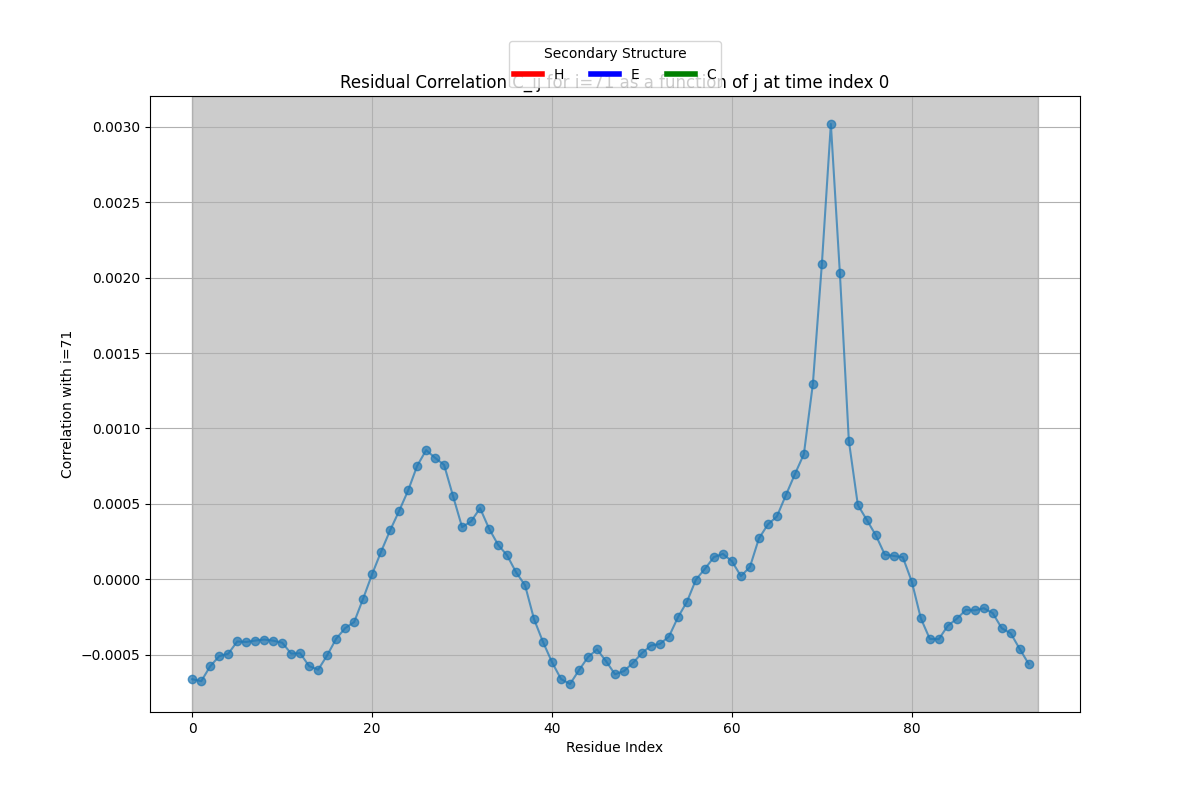 Secondary Structure
H E C
Residual Correlation C_ij for i=71 as a function of j at time index 0
0.0030
0.0025
0.0020
0.0015
0.0010
0.0005
0.0000
−0.0005
Correlation with i=71
0 20 40 60 80
Residue Index